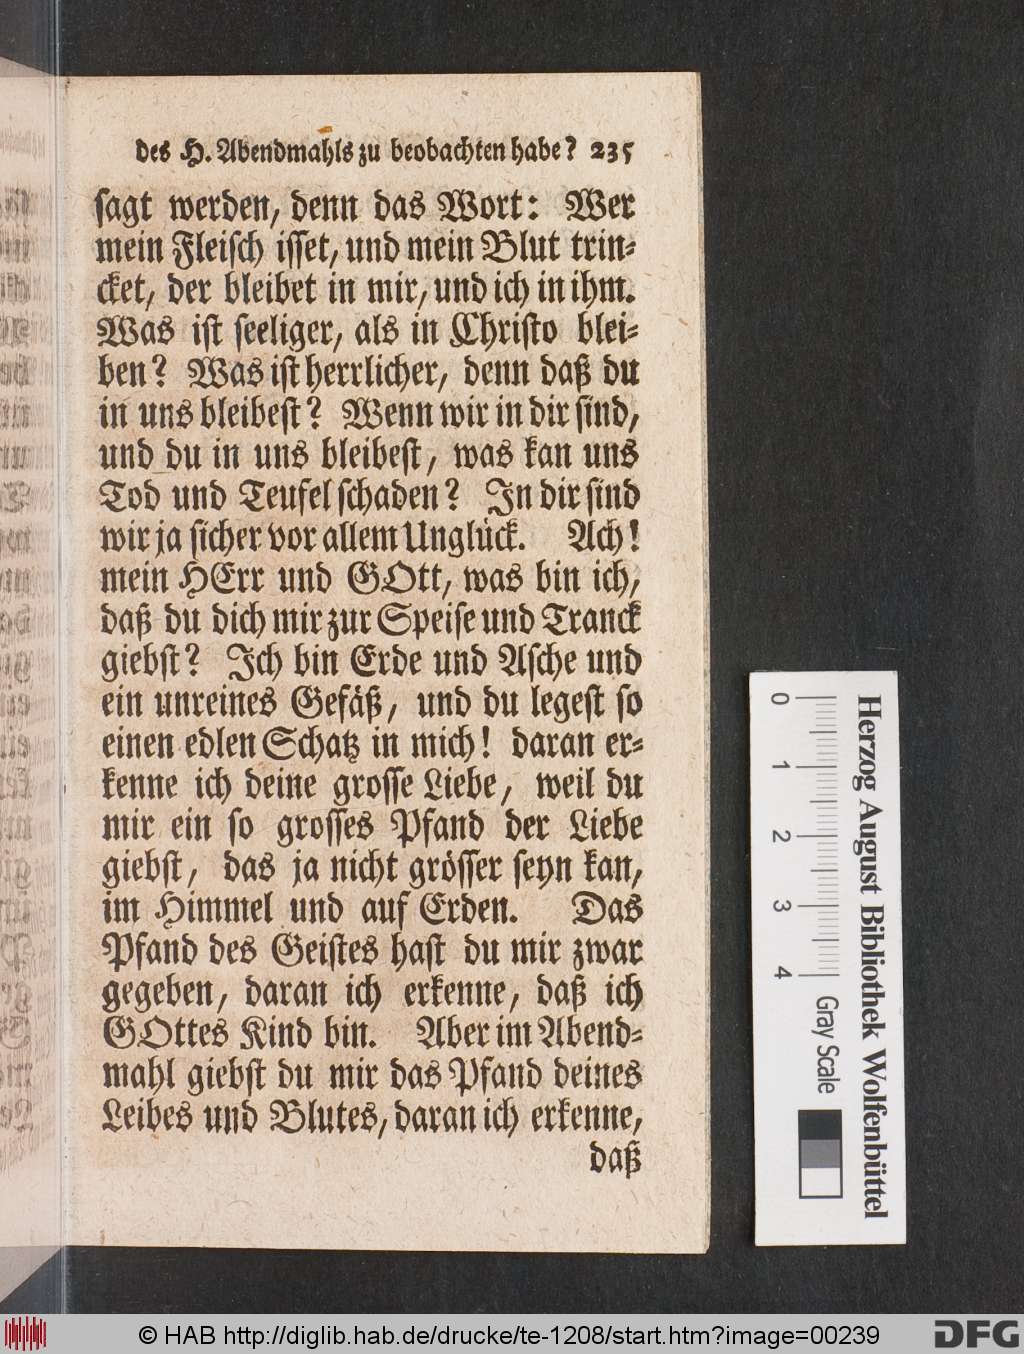 des H. Abendmahls zu beobachten habe? 235
sagt werden, denn das Wort: Wer
mein Fleisch isset, und mein Blut trin-
cket, der bleibet in mir, und ich in ihm.
Was ist seeliger, als in Christo blei-
ben? Was ist herrlicher, denn daß du
in uns bleibest? Wenn wir in dir sind,
und du in uns bleibest, was kan uns
Tod und Teufel schaden? In dir sind
wir ja sicher vor allem Unglück. Ach!
mein HErr und GOtt, was bin ich,
daß du dich mir zur Speise und Tranck
giebst? Ich bin Erde und Asche und
ein unreines Gefäß, und du legest so
einen edlen Schatz in mich! daran er-
kenne ich deine grosse Liebe, weil du
mir ein so grosses Pfand der Liebe
giebst, das ja nicht grösser seyn kan,
im Himmel und auf Erden. Das
Pfand des Geistes hast du mir zwar
gegeben, daran ich erkenne, daß ich
GOttes Kind bin. Aber im Abend-
mahl giebst du mir das Pfand deines
Leibes und Blutes, daran ich erkenne,
daß
Herzog August Bibliothek Wolfenbüttel
0 1 2 3 4 Gray Scale
© HAB http://diglib.hab.de/drucke/te-1208/start.htm?image=00239
DFG